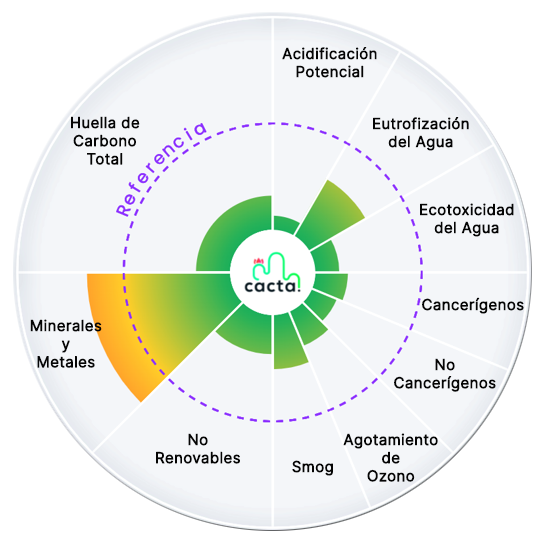 Acidificación
Potencial
Huella de
Carbono
Total
Referencia
Eutrofización
del Agua
Ecotoxicidad
del Agua
cacta.
Cancerígenos
Minerales
y
Metales
No
Cancerígenos
No
Renovables
Smog
Agotamiento
de
Ozono